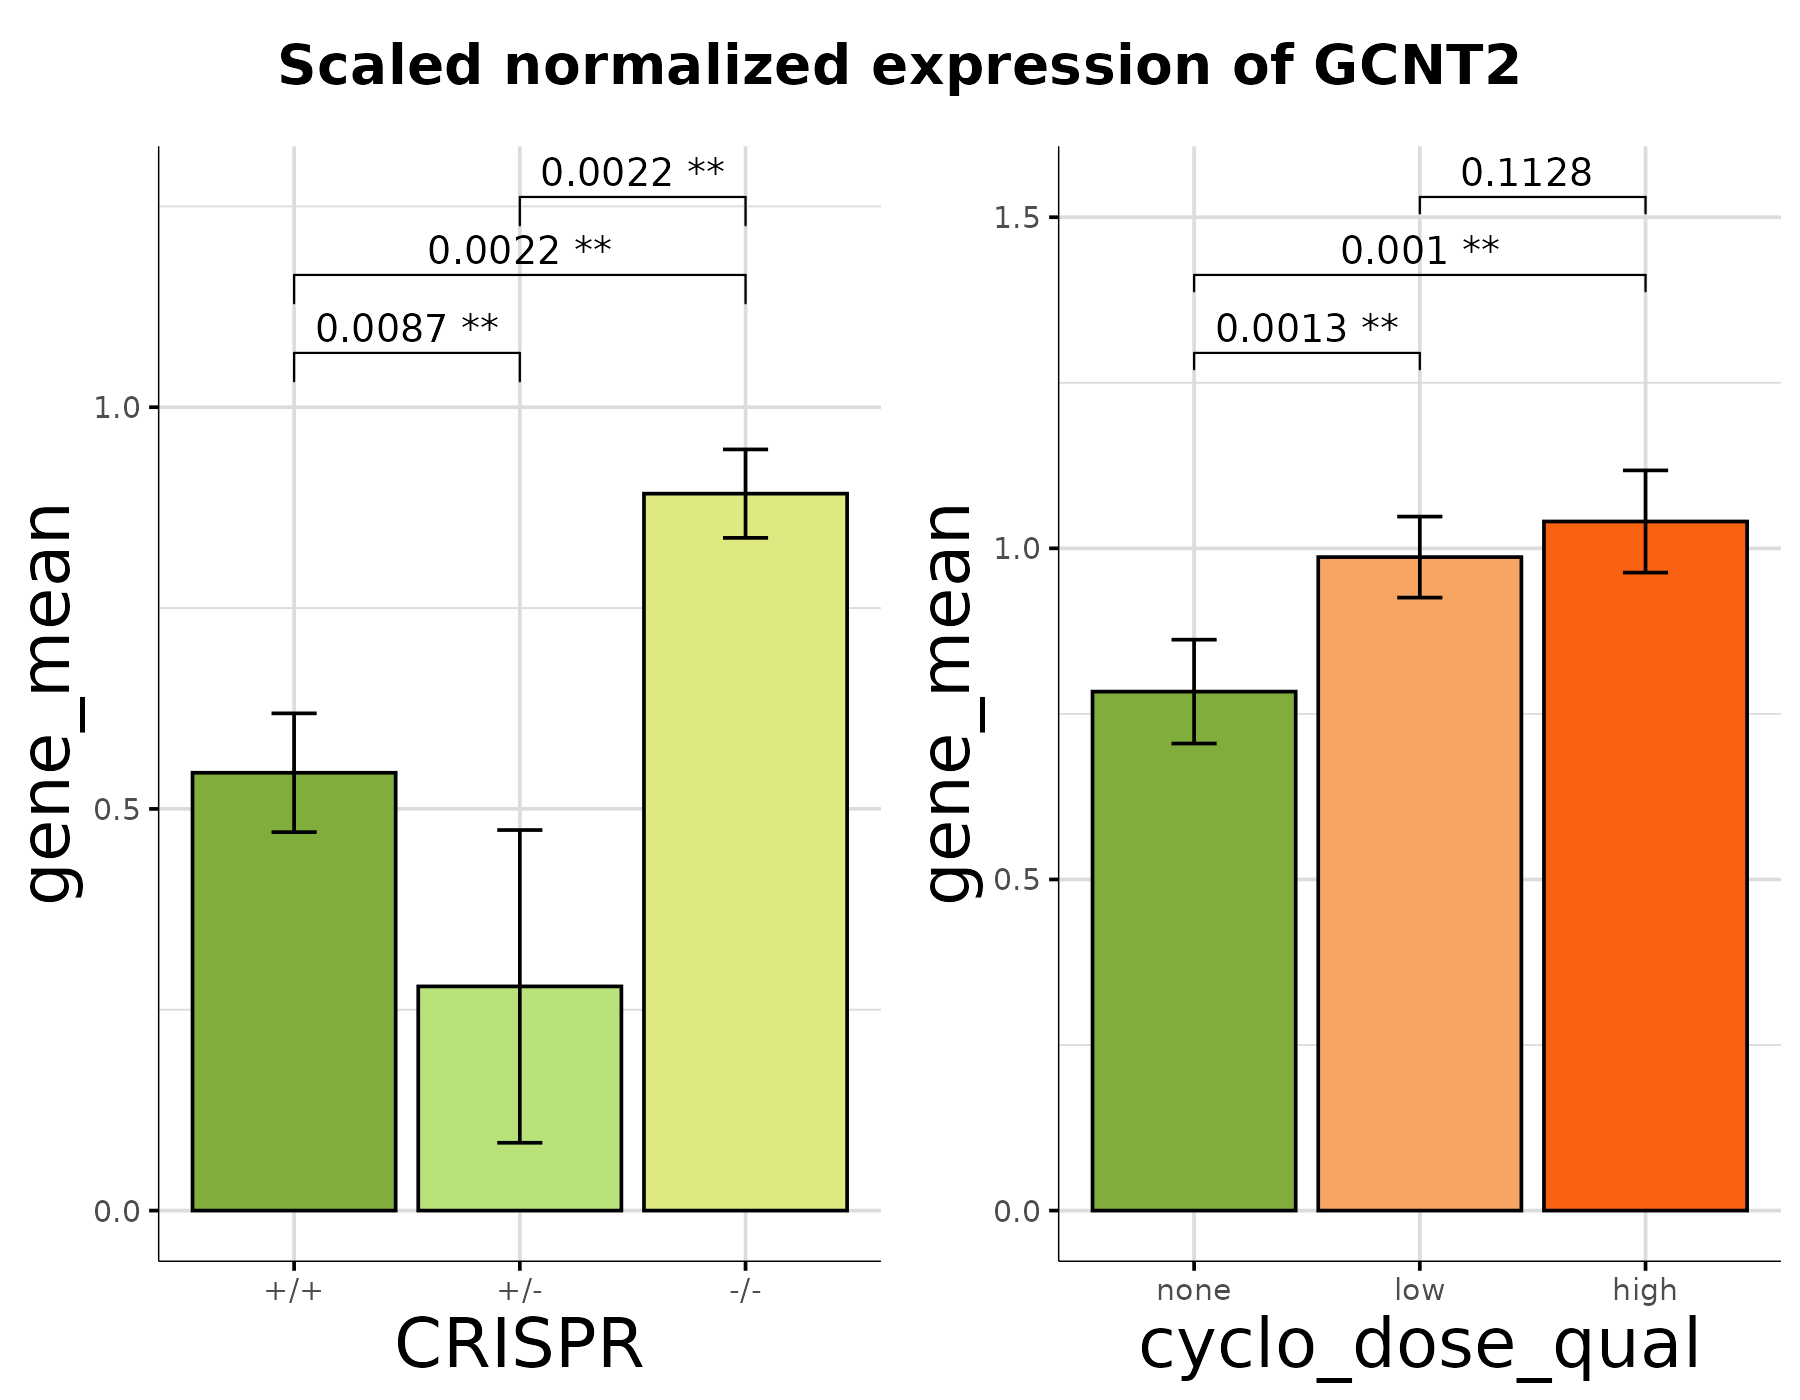 Scaled normalized expression of GCNT2
0.0022 **
0.0022 **
0.0087 **
1.0
0.5
0.0
gene_mean
+/+ +/- -/-
CRISPR
0.1128
0.001 **
0.0013 **
1.5
1.0
0.5
0.0
gene_mean
none low high
cyclo_dose_qual